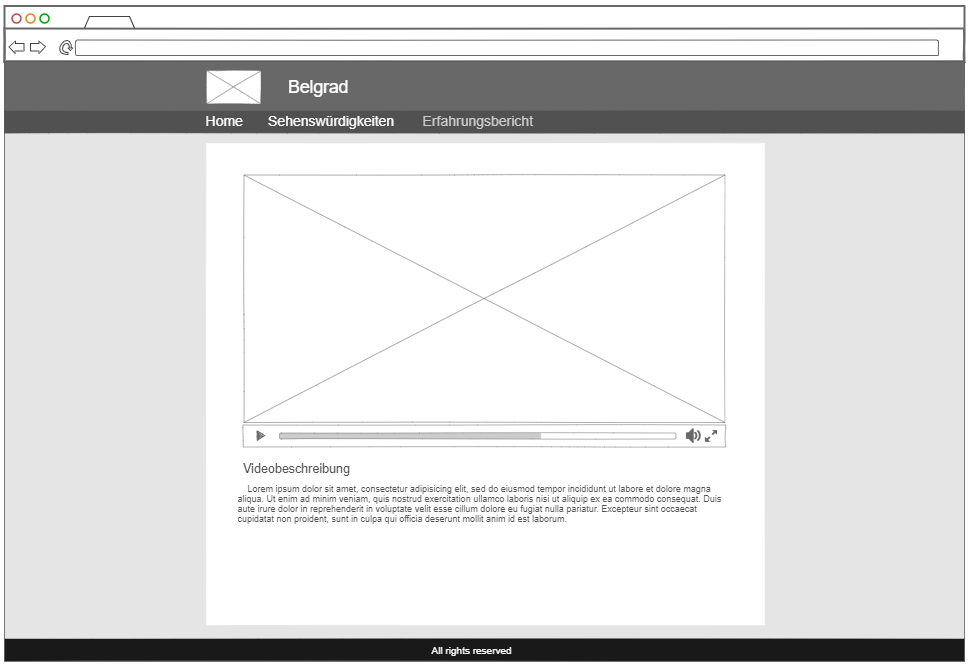 Belgrad
Home Sehenswürdigkeiten Erfahrungsbericht
Videobeschreibung
Lorem ipsum dolor sit amet, consectetur adipisicing elit, sed do eiusmod tempor incididunt ut labore et dolore magna
aliqua. Ut enim ad minim veniam, quis nostrud exercitation ullamco laboris nisi ut aliquip ex ea commodo consequat. Duis
aute irure dolor in reprehenderit in voluptate velit esse cillum dolore eu fugiat nulla pariatur. Excepteur sint occaecat
cupidatat non proident, sunt in culpa qui officia deserunt mollit anim id est laborum.
All rights reserved